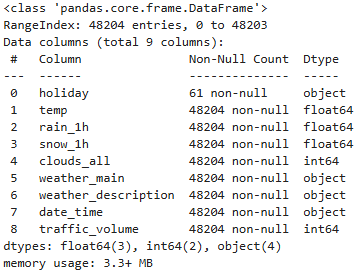 <class 'pandas.core.frame.DataFrame'>
RangeIndex: 48204 entries, 0 to 48203
Data columns (total 9 columns):
 #   Column               Non-Null Count  Dtype
---  ------               --------------  -----
 0   holiday              61 non-null     object
 1   temp                 48204 non-null  float64
 2   rain_1h              48204 non-null  float64
 3   snow_1h              48204 non-null  float64
 4   clouds_all           48204 non-null  int64
 5   weather_main         48204 non-null  object
 6   weather_description  48204 non-null  object
 7   date_time            48204 non-null  object
 8   traffic_volume       48204 non-null  int64
dtypes: float64(3), int64(2), object(4)
memory usage: 3.3+ MB